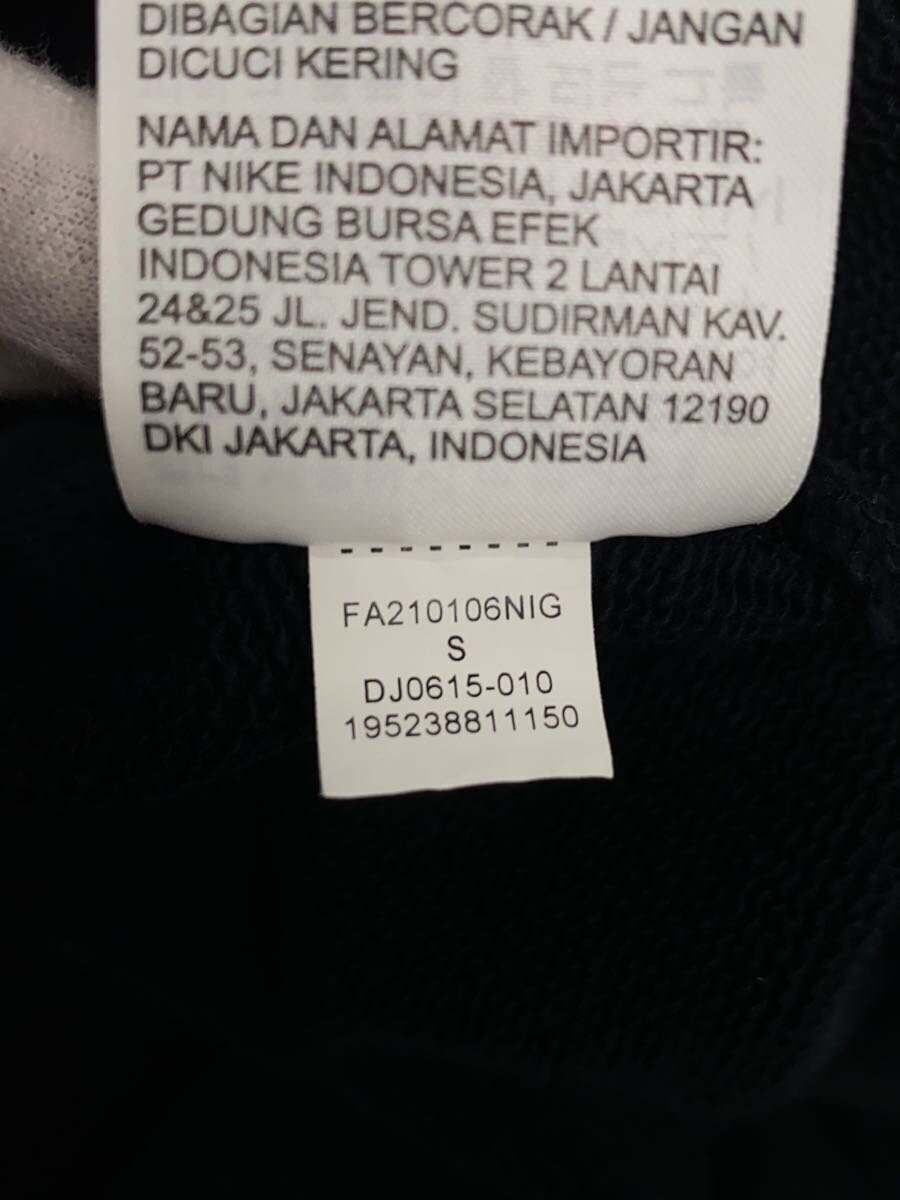 DIBAGIAN BERCORAK / JANGAN
DICUCI KERING
NAMA DAN ALAMAT IMPORTIR:
PT NIKE INDONESIA, JAKARTA
GEDUNG BURSA EFEK
INDONESIA TOWER 2 LANTAI
24&25 JL. JEND. SUDIRMAN KAV.
52-53, SENAYAN, KEBAYORAN
BARU, JAKARTA SELATAN 12190
DKI JAKARTA, INDONESIA
FA210106NIG
S
DJ0615-010
195238811150